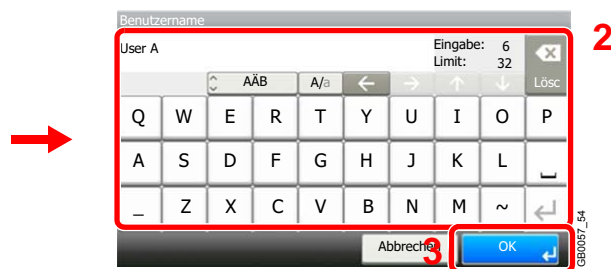 Benutzername
2
User A
Eingabe: 6
Limit: 32
AÄB A/a ← → ↑ ↓ Lösc
Q W E R T Y U I O P
A S D F G H J K L
_ Z X C V B N M ~
Abbrechen 3 OK
GB0057_54